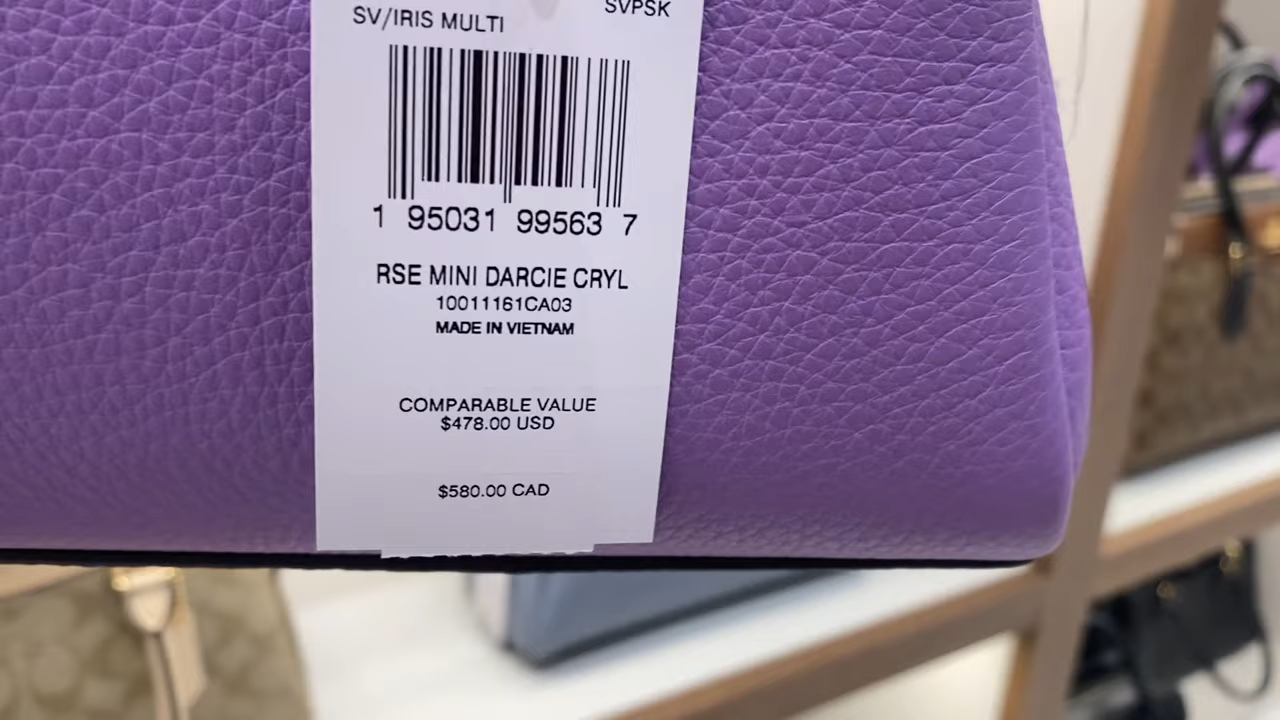 SVPSK
SV/IRIS MULTI
1 95031 99563 7
RSE MINI DARCIE CRYL
10011161CA03
MADE IN VIETNAM
COMPARABLE VALUE
$478.00 USD
$580.00 CAD